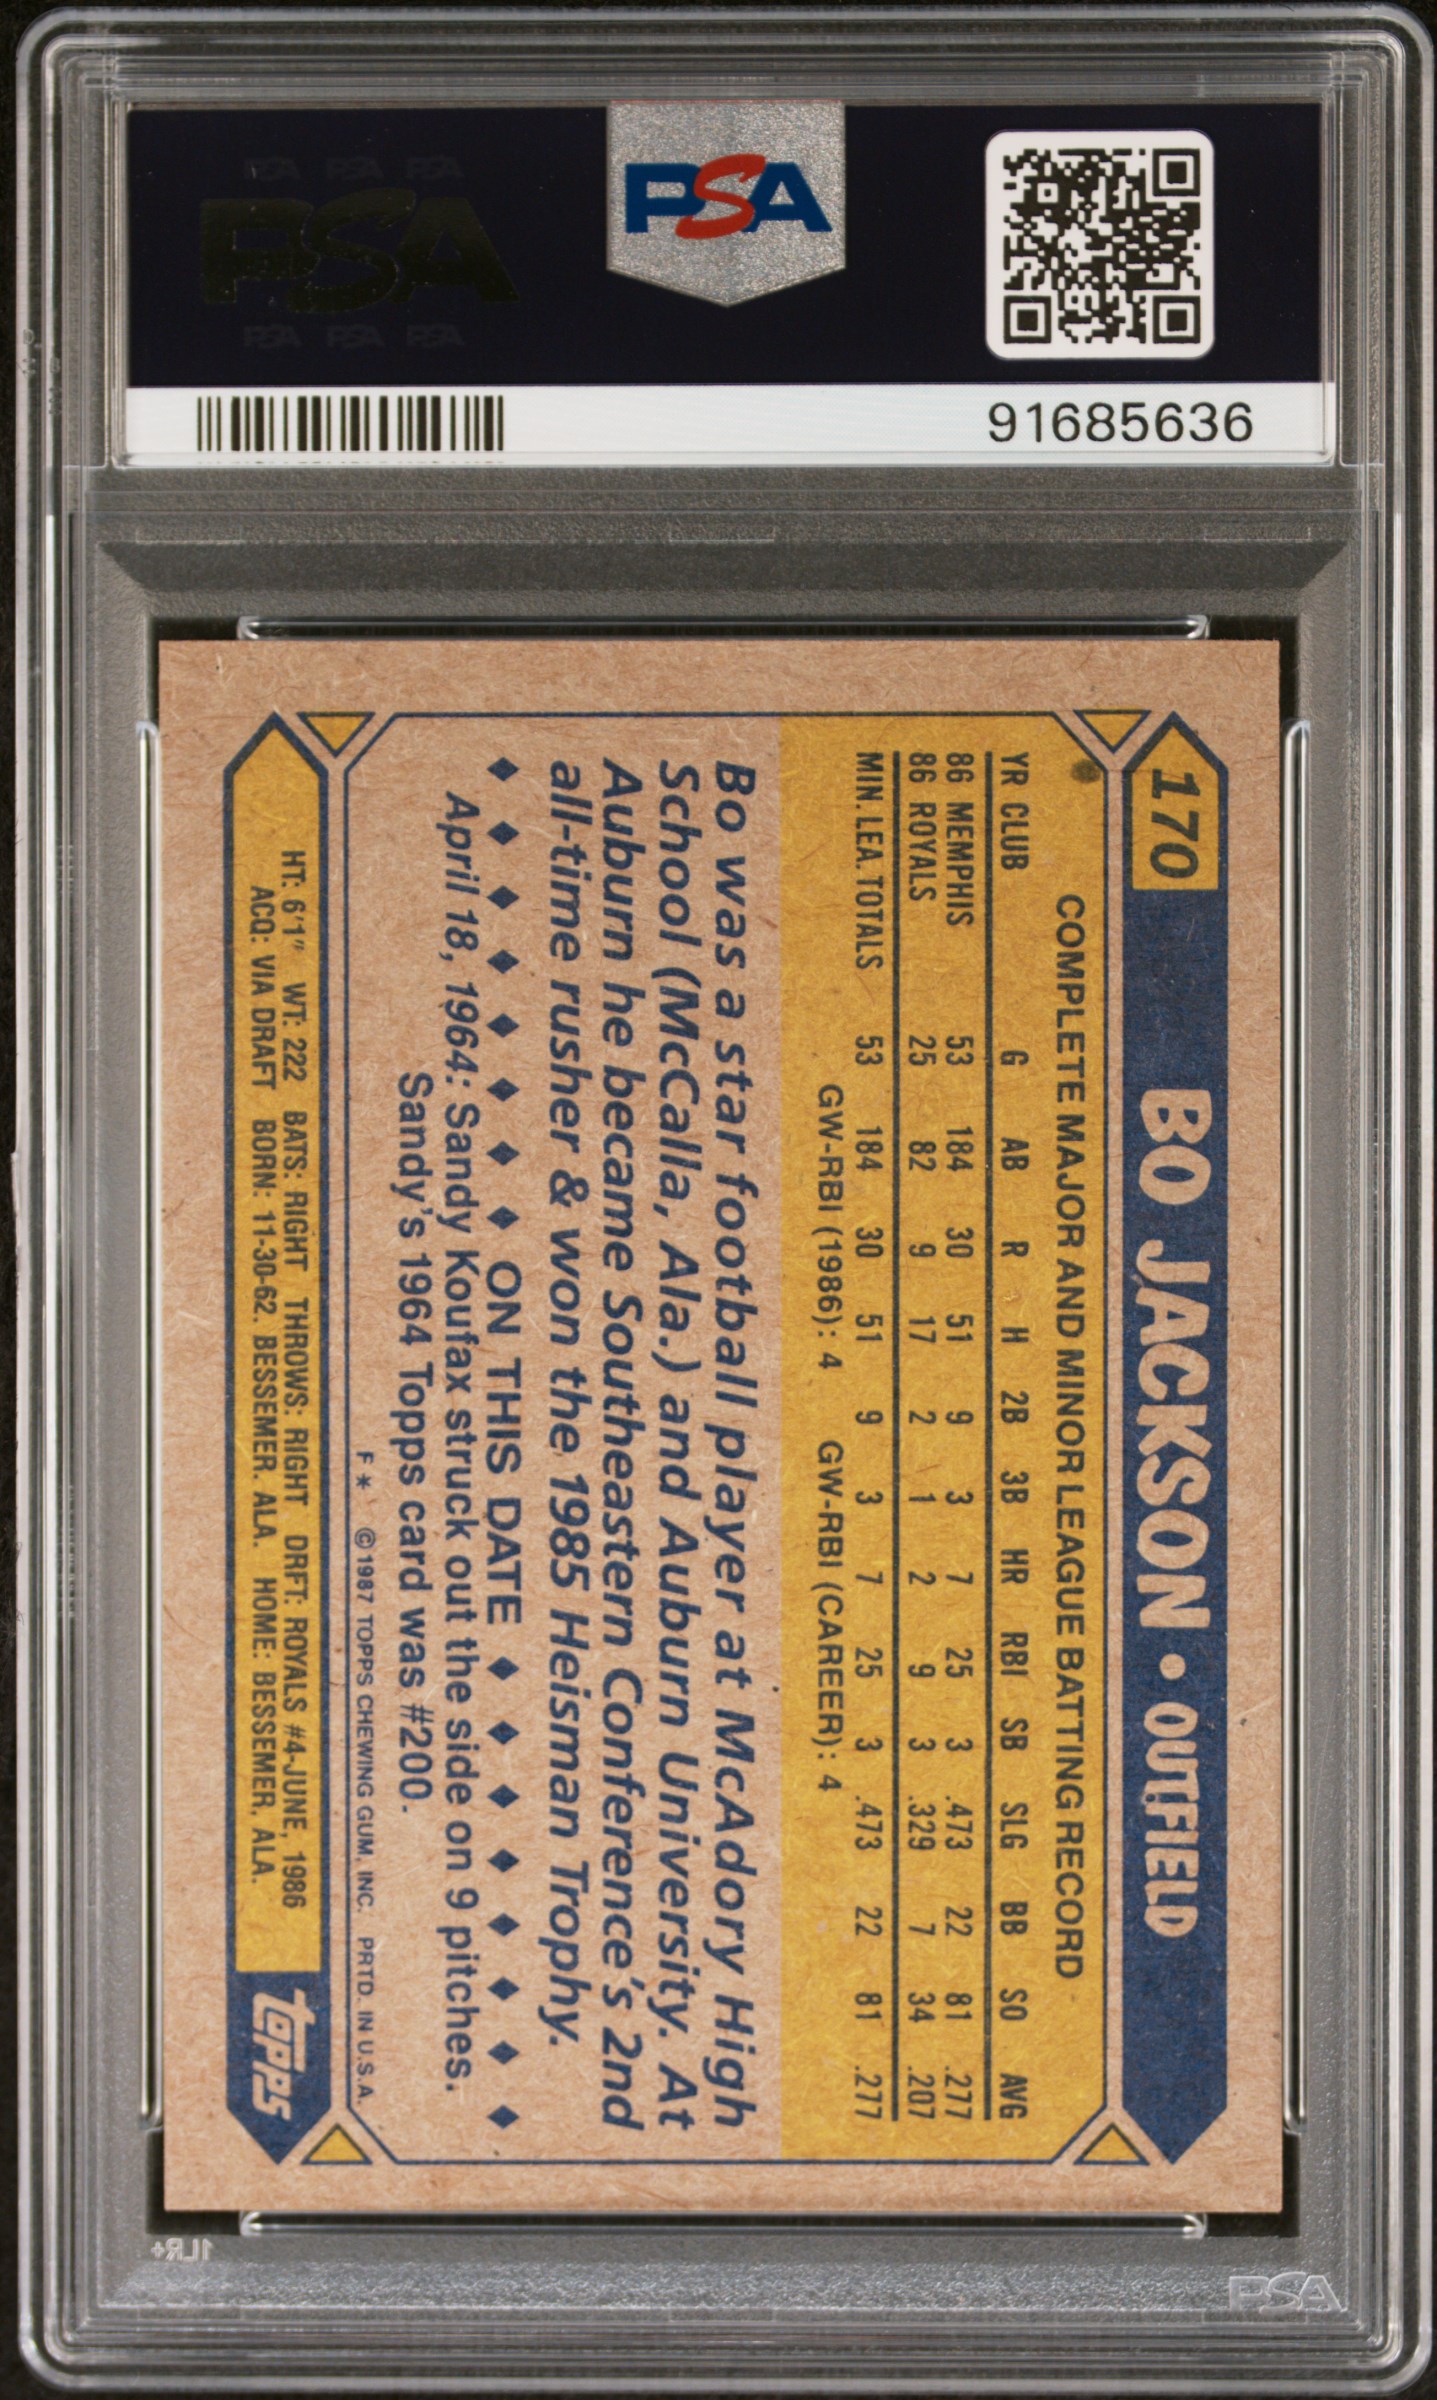 PSA PSA PSA
PSA
PSA PSA PSA
PSA
91685636
170 BO JACKSON • OUTFIELD
COMPLETE MAJOR AND MINOR LEAGUE BATTING RECORD
YR CLUB G AB R H 2B 3B HR RBI SB SLG BB SO AVG
86 MEMPHIS 53 184 30 51 9 3 7 25 3 .473 22 81 .277
86 ROYALS 25 82 9 17 2 1 2 9 3 .329 7 34 .207
MIN. LEA. TOTALS 53 184 30 51 9 3 7 25 3 .473 22 81 .277
GW-RBI (1986): 4 GW-RBI (CAREER): 4
Bo was a star football player at McAdory High
School (McCalla, Ala.) and Auburn University. At
Auburn he became Southeastern Conference's 2nd
all-time rusher & won the 1985 Heisman Trophy.
♦ ♦ ♦ ♦ ♦ ♦ ♦ ♦ ON THIS DATE ♦ ♦ ♦ ♦ ♦ ♦ ♦ ♦
April 18, 1964: Sandy Koufax struck out the side on 9 pitches.
Sandy's 1964 Topps card was #200.
F * © 1987 TOPPS CHEWING GUM, INC. PRTD. IN U.S.A.
HT: 6'1" WT: 222 BATS: RIGHT THROWS: RIGHT DRFT: ROYALS #4-JUNE, 1986
ACQ: VIA DRAFT BORN: 11-30-62. BESSEMER. ALA. HOME: BESSEMER, ALA.
topps
1LR+
PSA